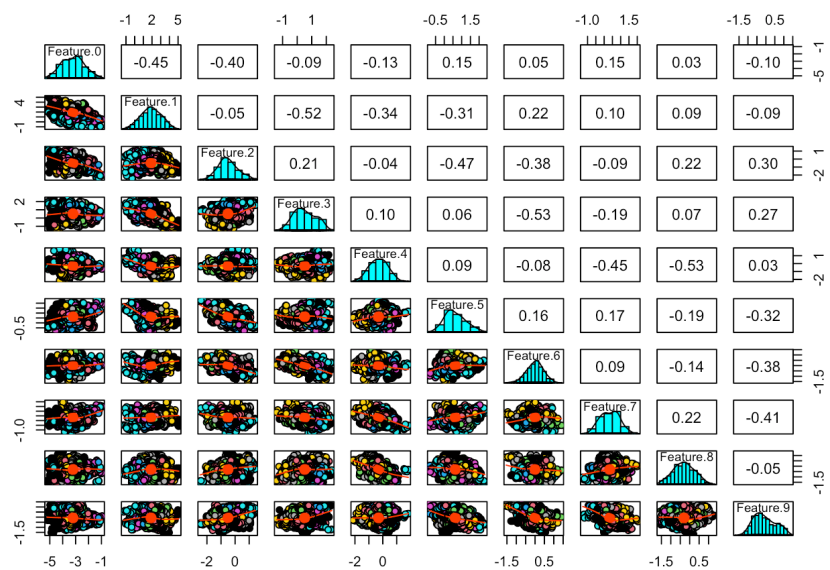 -1 2 5 -1 1 -0.5 1.5 -1.0 1.5 -1.5 0.5
Feature.0 -0.45 -0.40 -0.09 -0.13 0.15 0.05 0.15 0.03 -0.10 -5 -1
-1 4 Feature.1 -0.05 -0.52 -0.34 -0.31 0.22 0.10 0.09 -0.09
Feature.2 0.21 -0.04 -0.47 -0.38 -0.09 0.22 0.30 -2 1
-1 2 Feature.3 0.10 0.06 -0.53 -0.19 0.07 0.27
Feature.4 0.09 -0.08 -0.45 -0.53 0.03 -2 1
-0.5 Feature.5 0.16 0.17 -0.19 -0.32
Feature.6 0.09 -0.14 -0.38 -1.5
-1.0 Feature.7 0.22 -0.41
Feature.8 -0.05 -1.5
-1.5 Feature.9
-5 -3 -1 -2 0 -2 0 -1.5 0.5 -1.5 0.5